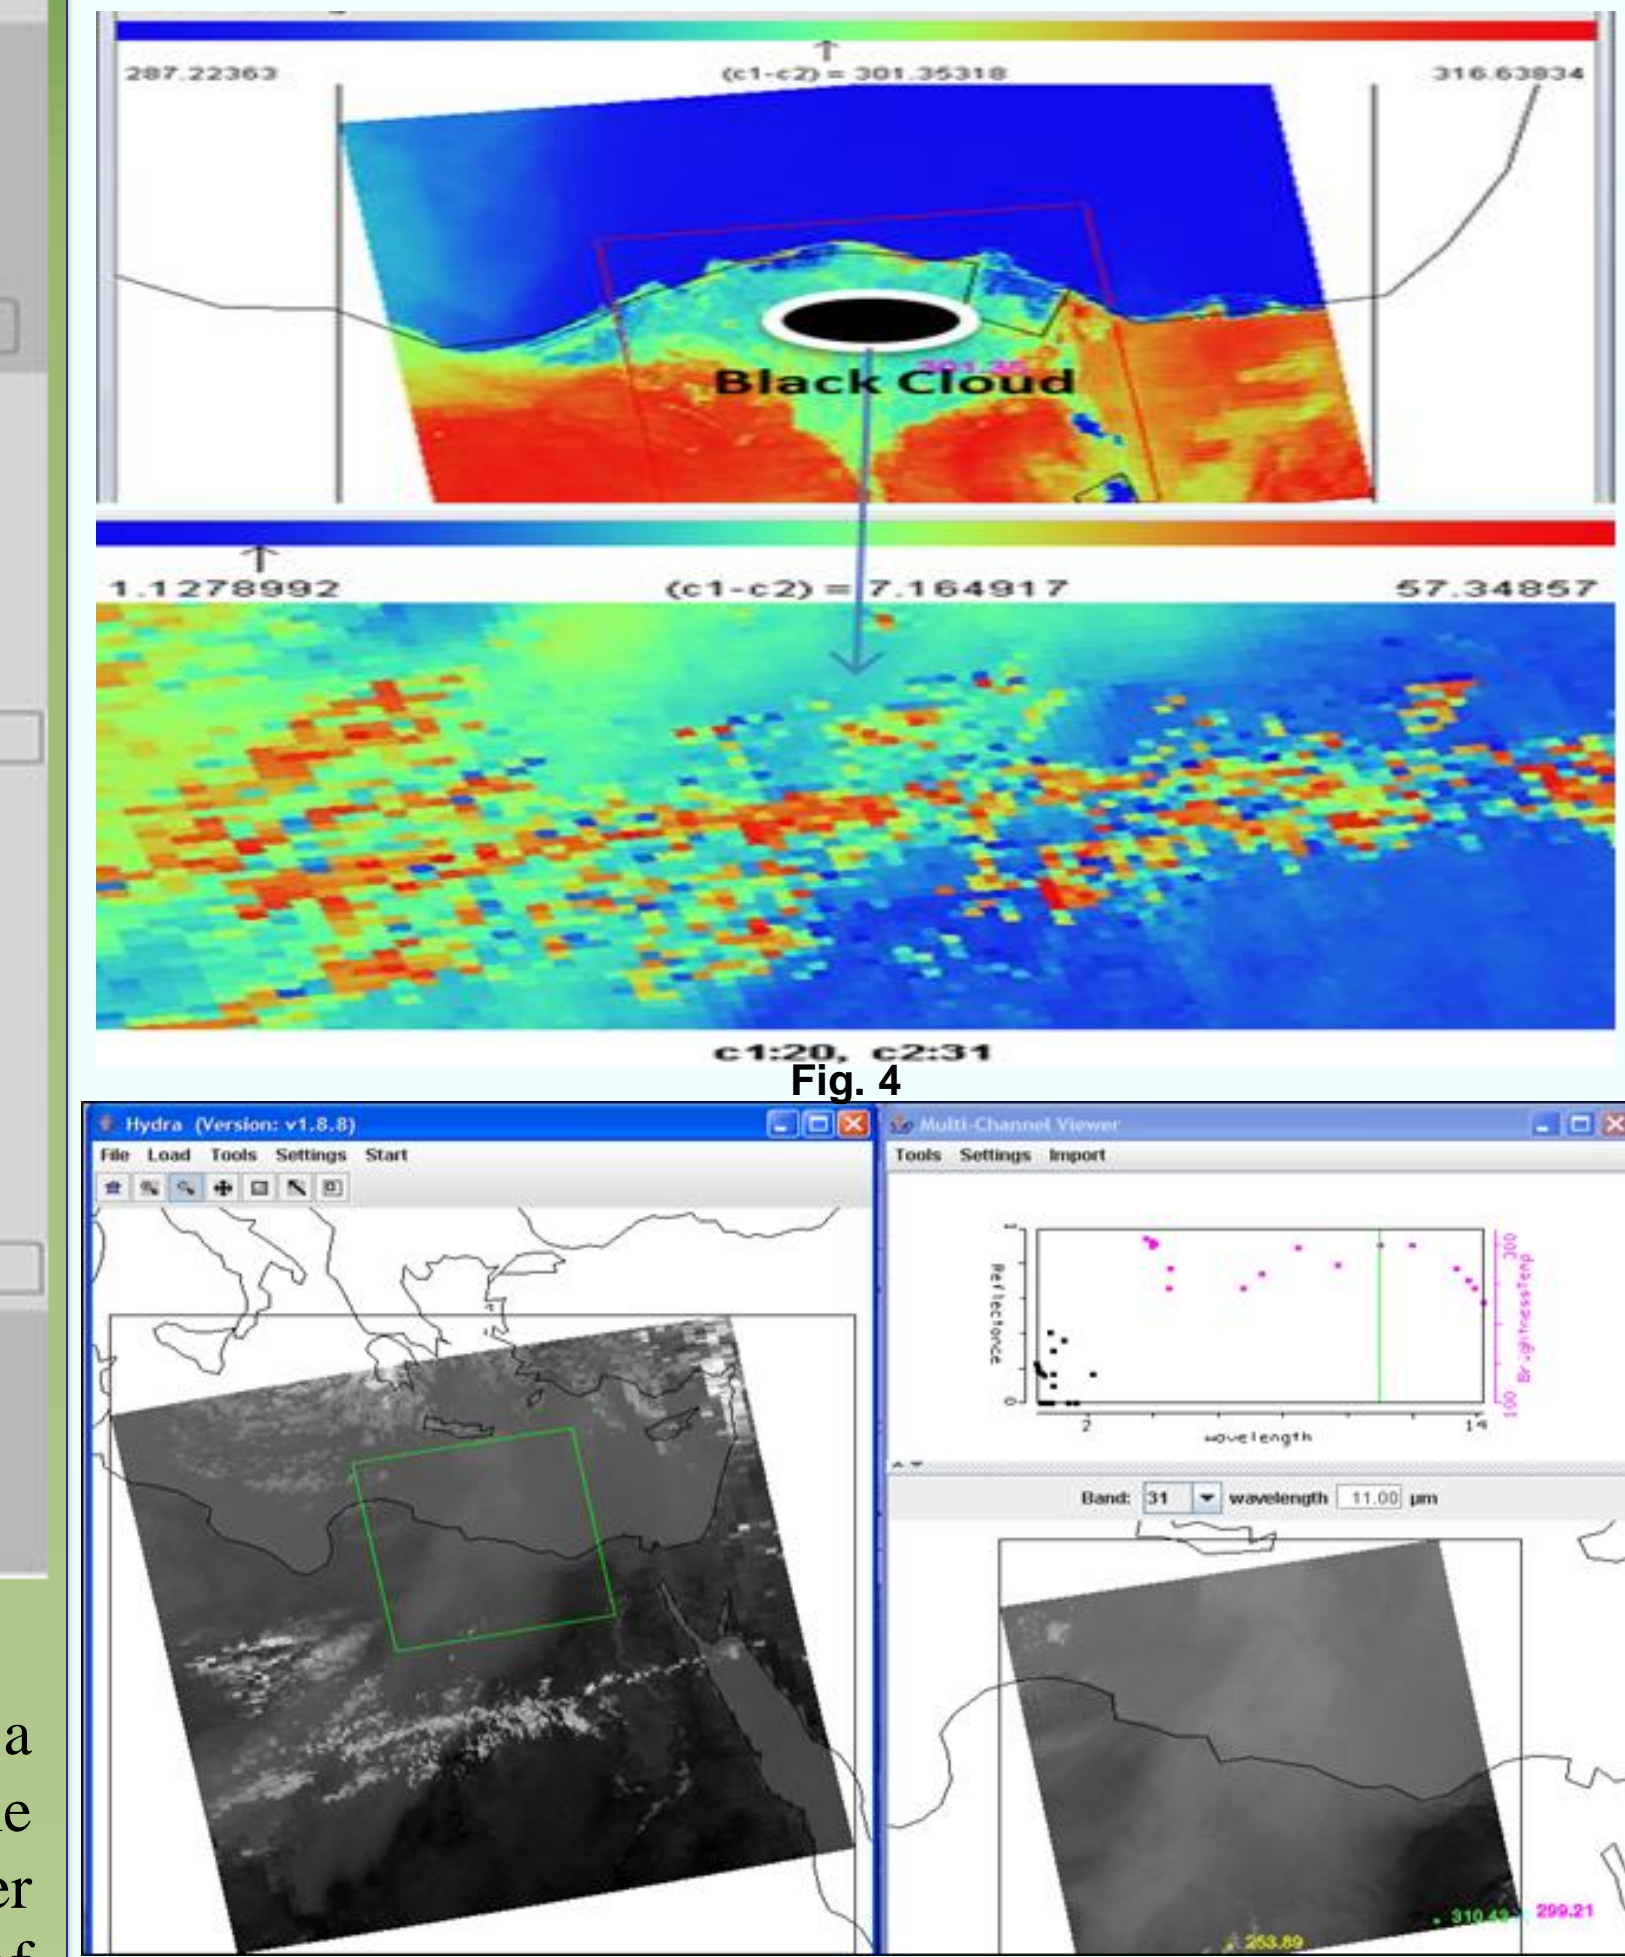 287.22363 (c1-c2) = 301.35318 316.63834
301.35
Black Cloud
1.1278992 (c1-c2) = 7.164917 57.34857
c1:20, c2:31
Fig. 4
Hydra (Version: v1.8.8)
File Load Tools Settings Start
Multi-Channel Viewer
Tools Settings Import
1
Reflectance
0
2
wavelength
14
300
BrightnessTemp
100
Band: 31 wavelength 11.00 µm
310.43 299.21
253.89
a
er